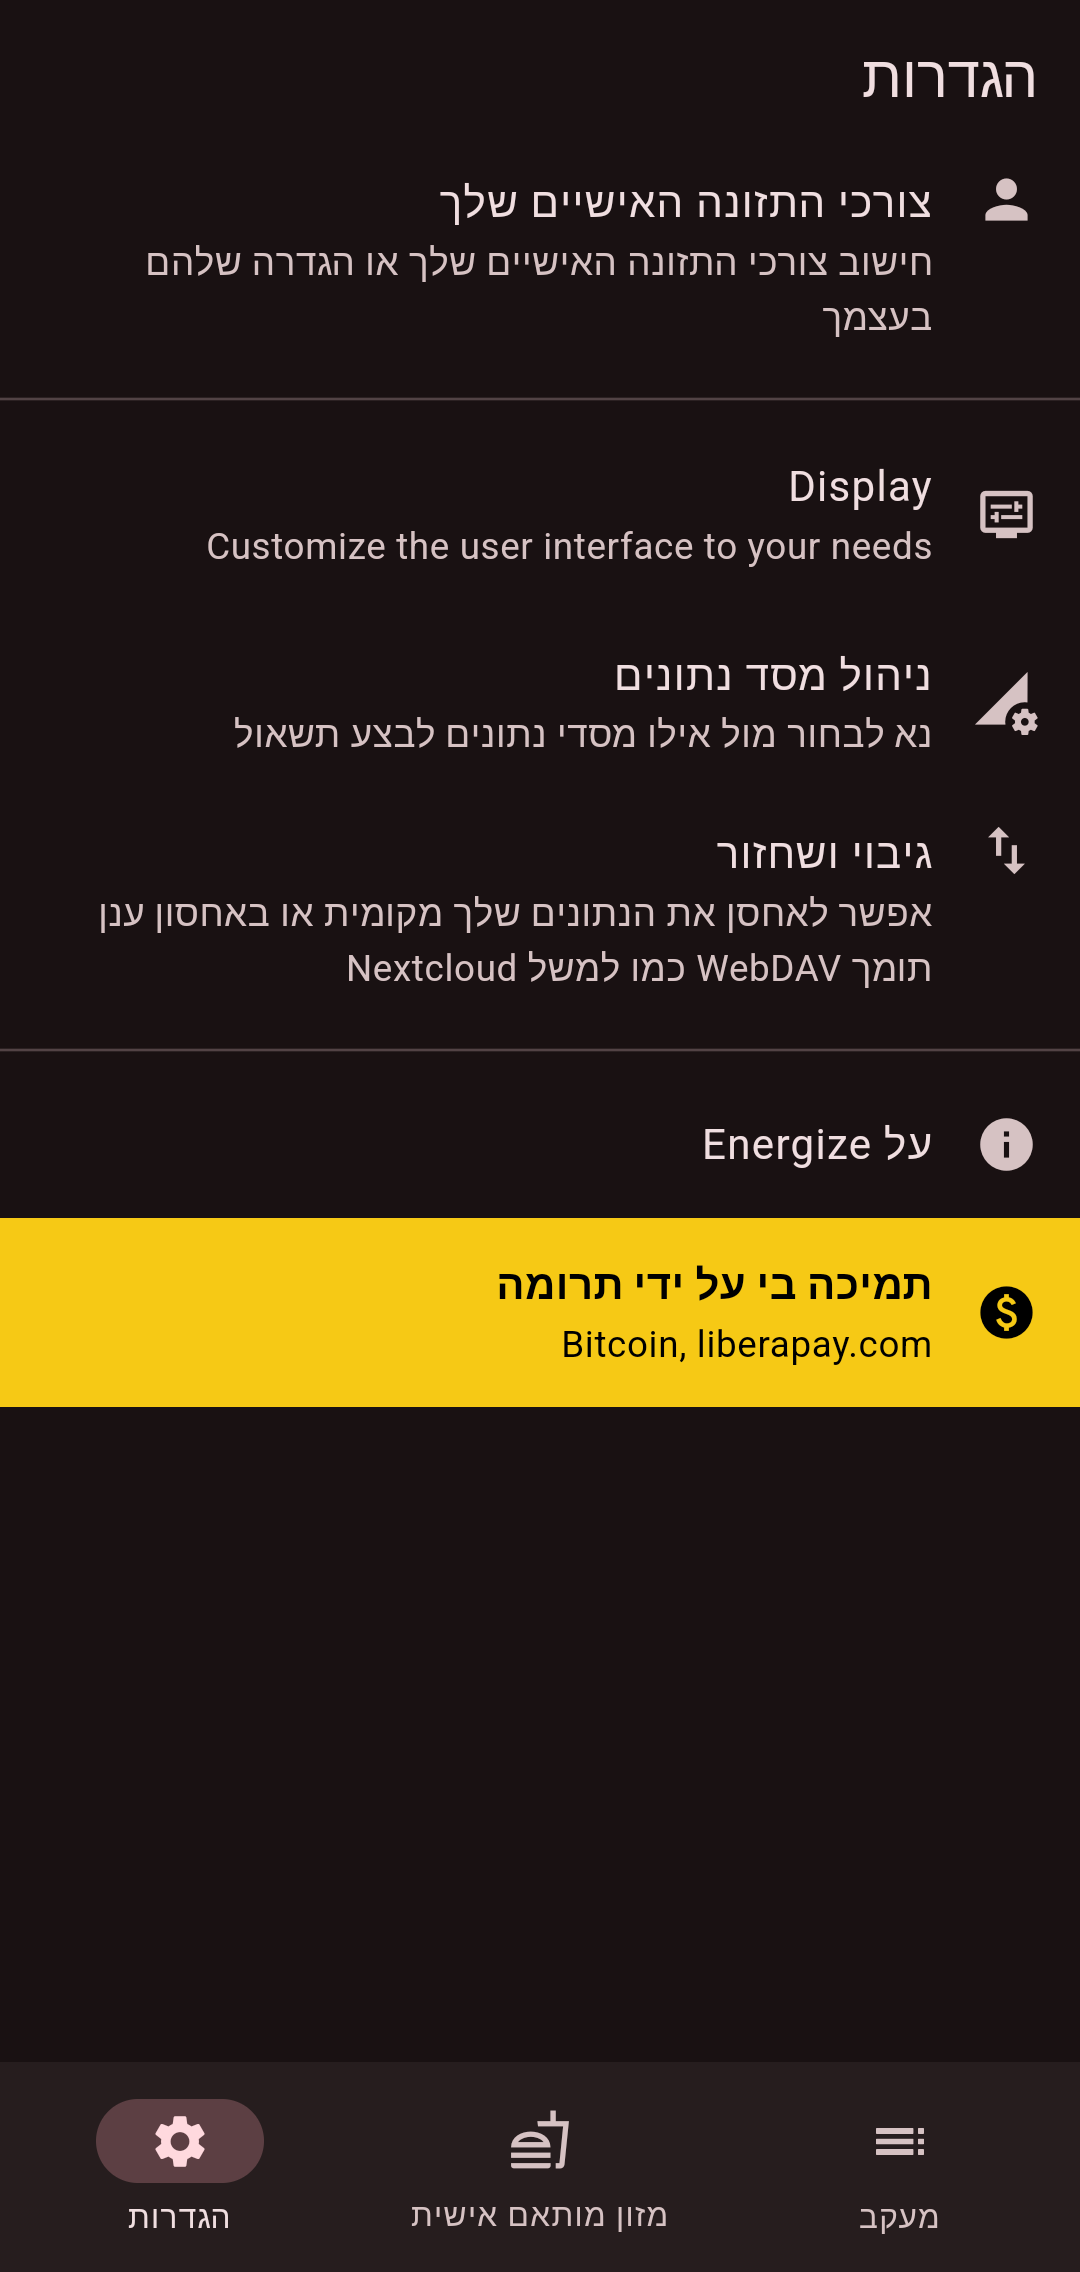 הגדרות
צורכי התזונה האישיים שלך
חישוב צורכי התזונה האישיים שלך או הגדרה שלהם
בעצמך
Display
Customize the user interface to your needs
ניהול מסד נתונים
נא לבחור מול אילו מסדי נתונים לבצע תשאול
גיבוי ושחזור
אפשר לאחסן את הנתונים שלך מקומית או באחסון ענן
תומך WebDAV כמו למשל Nextcloud
על Energize
תמיכה בי על ידי תרומה
Bitcoin, liberapay.com
מעקב
מזון מותאם אישית
הגדרות